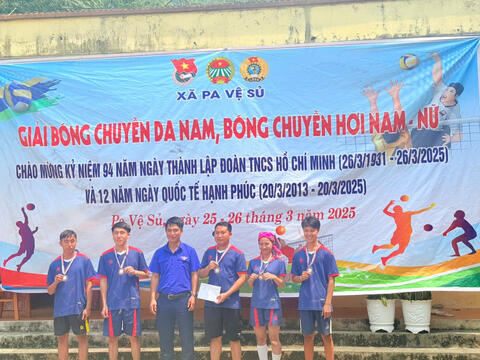 XÃ PA VỆ SỦ
GIẢI BÓNG CHUYỀN DA NAM, BÓNG CHUYỀN HƠI NAM - NỮ
CHÀO MỪNG KỶ NIỆM 94 NĂM NGÀY THÀNH LẬP ĐOÀN TNCS HỒ CHÍ MINH (26/3/1931 - 26/3/2025)
VÀ 12 NĂM NGÀY QUỐC TẾ HẠNH PHÚC (20/3/2013 - 20/3/2025)
Pa Vệ Sủ, ngày 25 - 26 tháng 3 năm 2025